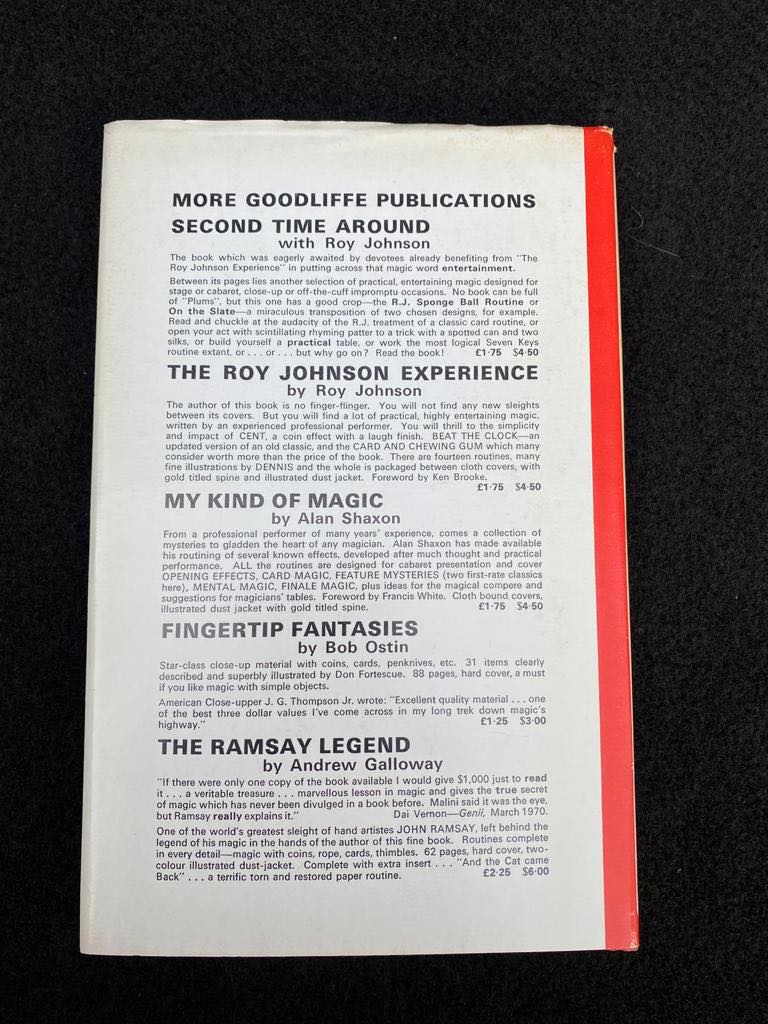 MORE GOODLIFFE PUBLICATIONS
SECOND TIME AROUND
with Roy Johnson
The book which was eagerly awaited by devotees already benefiting from "The
Roy Johnson Experience" in putting across that magic word entertainment.
Between its pages lies another selection of practical, entertaining magic designed for
stage or cabaret, close-up or off-the-cuff impromptu occasions. No book can be full
of "Plums", but this one has a good crop—the R.J. Sponge Ball Routine or
On the Slate—a miraculous transposition of two chosen designs, for example.
Read and chuckle at the audacity of the R.J. treatment of a classic card routine, or
open your act with scintillating rhyming patter to a trick with a spotted can and two
silks, or build yourself a practical table, or work the most logical Seven Keys
routine extant, or . . . or . . . but why go on? Read the book! £1·75 $4·50
THE ROY JOHNSON EXPERIENCE
by Roy Johnson
The author of this book is no finger-flinger. You will not find any new sleights
between its covers. But you will find a lot of practical, highly entertaining magic,
written by an experienced professional performer. You will thrill to the simplicity
and impact of CENT, a coin effect with a laugh finish. BEAT THE CLOCK—an
updated version of an old classic, and the CARD AND CHEWING GUM which many
consider worth more than the price of the book. There are fourteen routines, many
fine illustrations by DENNIS and the whole is packaged between cloth covers, with
gold titled spine and illustrated dust jacket. Foreword by Ken Brooke.
£1·75 $4·50
MY KIND OF MAGIC
by Alan Shaxon
From a professional performer of many years' experience, comes a collection of
mysteries to gladden the heart of any magician. Alan Shaxon has made available
his routining of several known effects, developed after much thought and practical
performance. ALL the routines are designed for cabaret presentation and cover
OPENING EFFECTS, CARD MAGIC, FEATURE MYSTERIES (two first-rate classics
here), MENTAL MAGIC, FINALE MAGIC, plus ideas for the magical compere and
suggestions for magicians' tables. Foreword by Francis White. Cloth bound covers,
illustrated dust jacket with gold titled spine. £1·75 $4·50
FINGERTIP FANTASIES
by Bob Ostin
Star-class close-up material with coins, cards, penknives, etc. 31 items clearly
described and superbly illustrated by Don Fortescue. 88 pages, hard cover, a must
if you like magic with simple objects.
American Close-upper J. G. Thompson Jr. wrote: "Excellent quality material . . . one
of the best three dollar values I've come across in my long trek down magic's
highway." £1·25 $3·00
THE RAMSAY LEGEND
by Andrew Galloway
"If there were only one copy of the book available I would give $1,000 just to read
it . . . a veritable treasure . . . marvellous lesson in magic and gives the true secret
of magic which has never been divulged in a book before. Malini said it was the eye,
but Ramsay really explains it." Dai Vernon—Genii, March 1970.
One of the world's greatest sleight of hand artistes JOHN RAMSAY, left behind the
legend of his magic in the hands of the author of this fine book. Routines complete
in every detail—magic with coins, rope, cards, thimbles. 62 pages, hard cover, two-
colour illustrated dust-jacket. Complete with extra insert . . . "And the Cat came
Back" . . . a terrific torn and restored paper routine. £2·25 $6·00